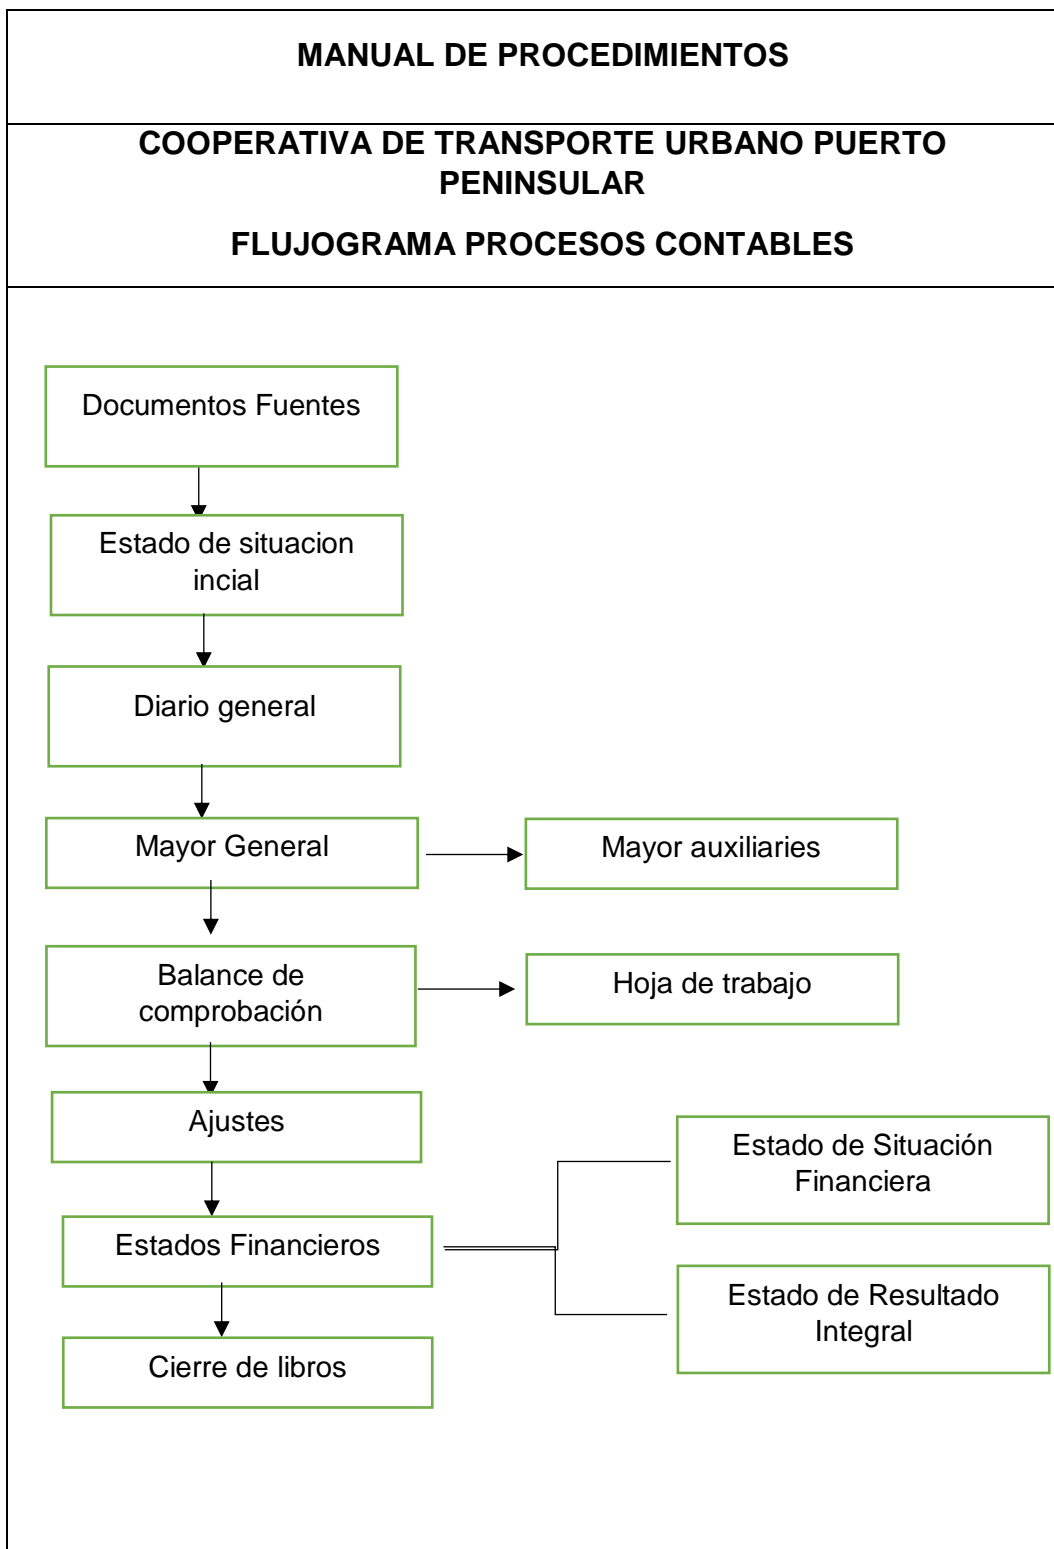 MANUAL DE PROCEDIMIENTOS
COOPERATIVA DE TRANSPORTE URBANO PUERTO
PENINSULAR
FLUJOGRAMA PROCESOS CONTABLES
Documentos Fuentes
Estado de situacion
incial
Diario general
Mayor General
Mayor auxiliaries
Balance de
comprobación
Hoja de trabajo
Ajustes
Estado de Situación
Financiera
Estados Financieros
Estado de Resultado
Integral
Cierre de libros